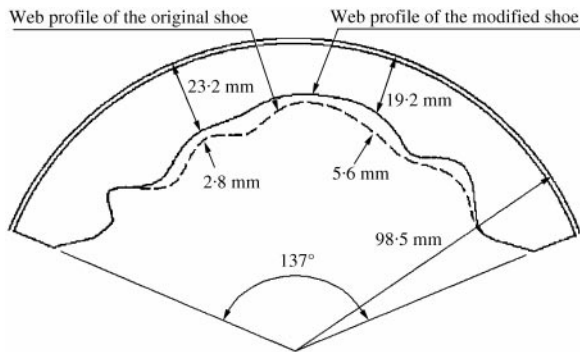 Web profile of the original shoe
Web profile of the modified shoe
23·2 mm
19·2 mm
2·8 mm
5·6 mm
98·5 mm
137°